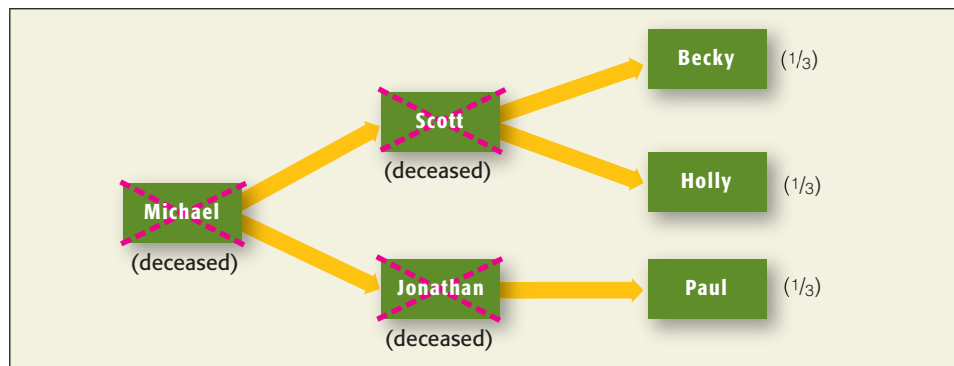 Becky (1/3)
Scott
(deceased)
Holly (1/3)
Michael
(deceased)
Jonathan
(deceased)
Paul (1/3)